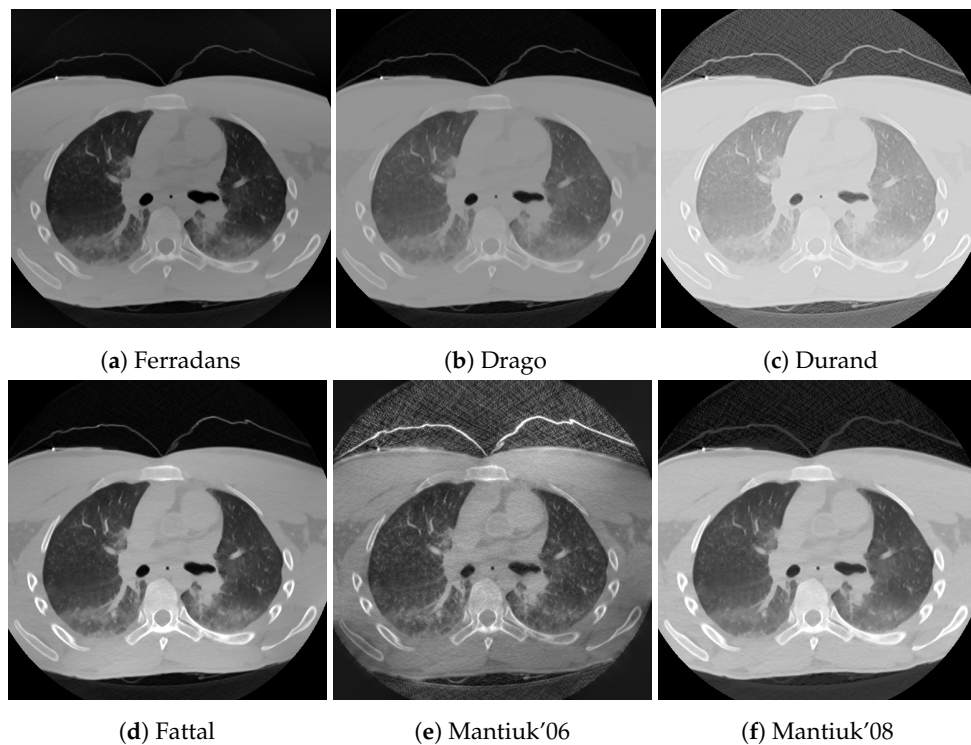 (a) Ferradans
(b) Drago
(c) Durand
(d) Fattal
(e) Mantiuk’06
(f) Mantiuk’08